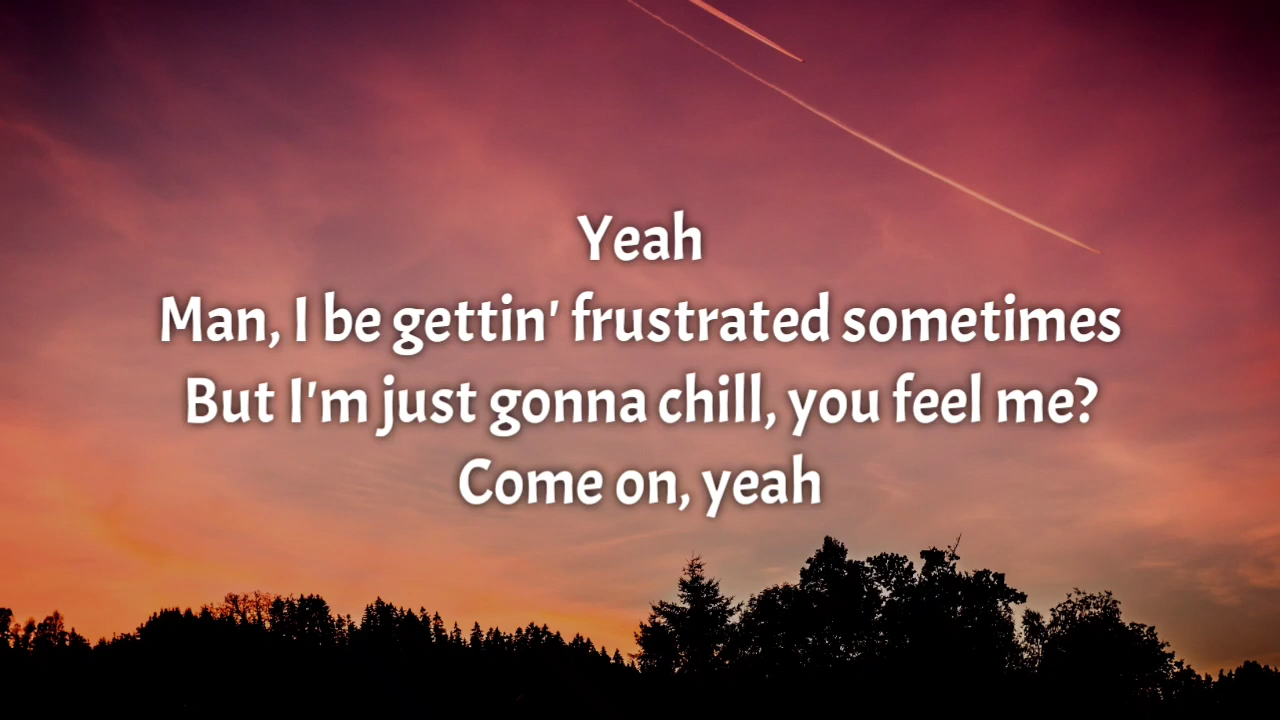 Yeah
Man, I be gettin' frustrated sometimes
But I'm just gonna chill, you feel me?
Come on, yeah